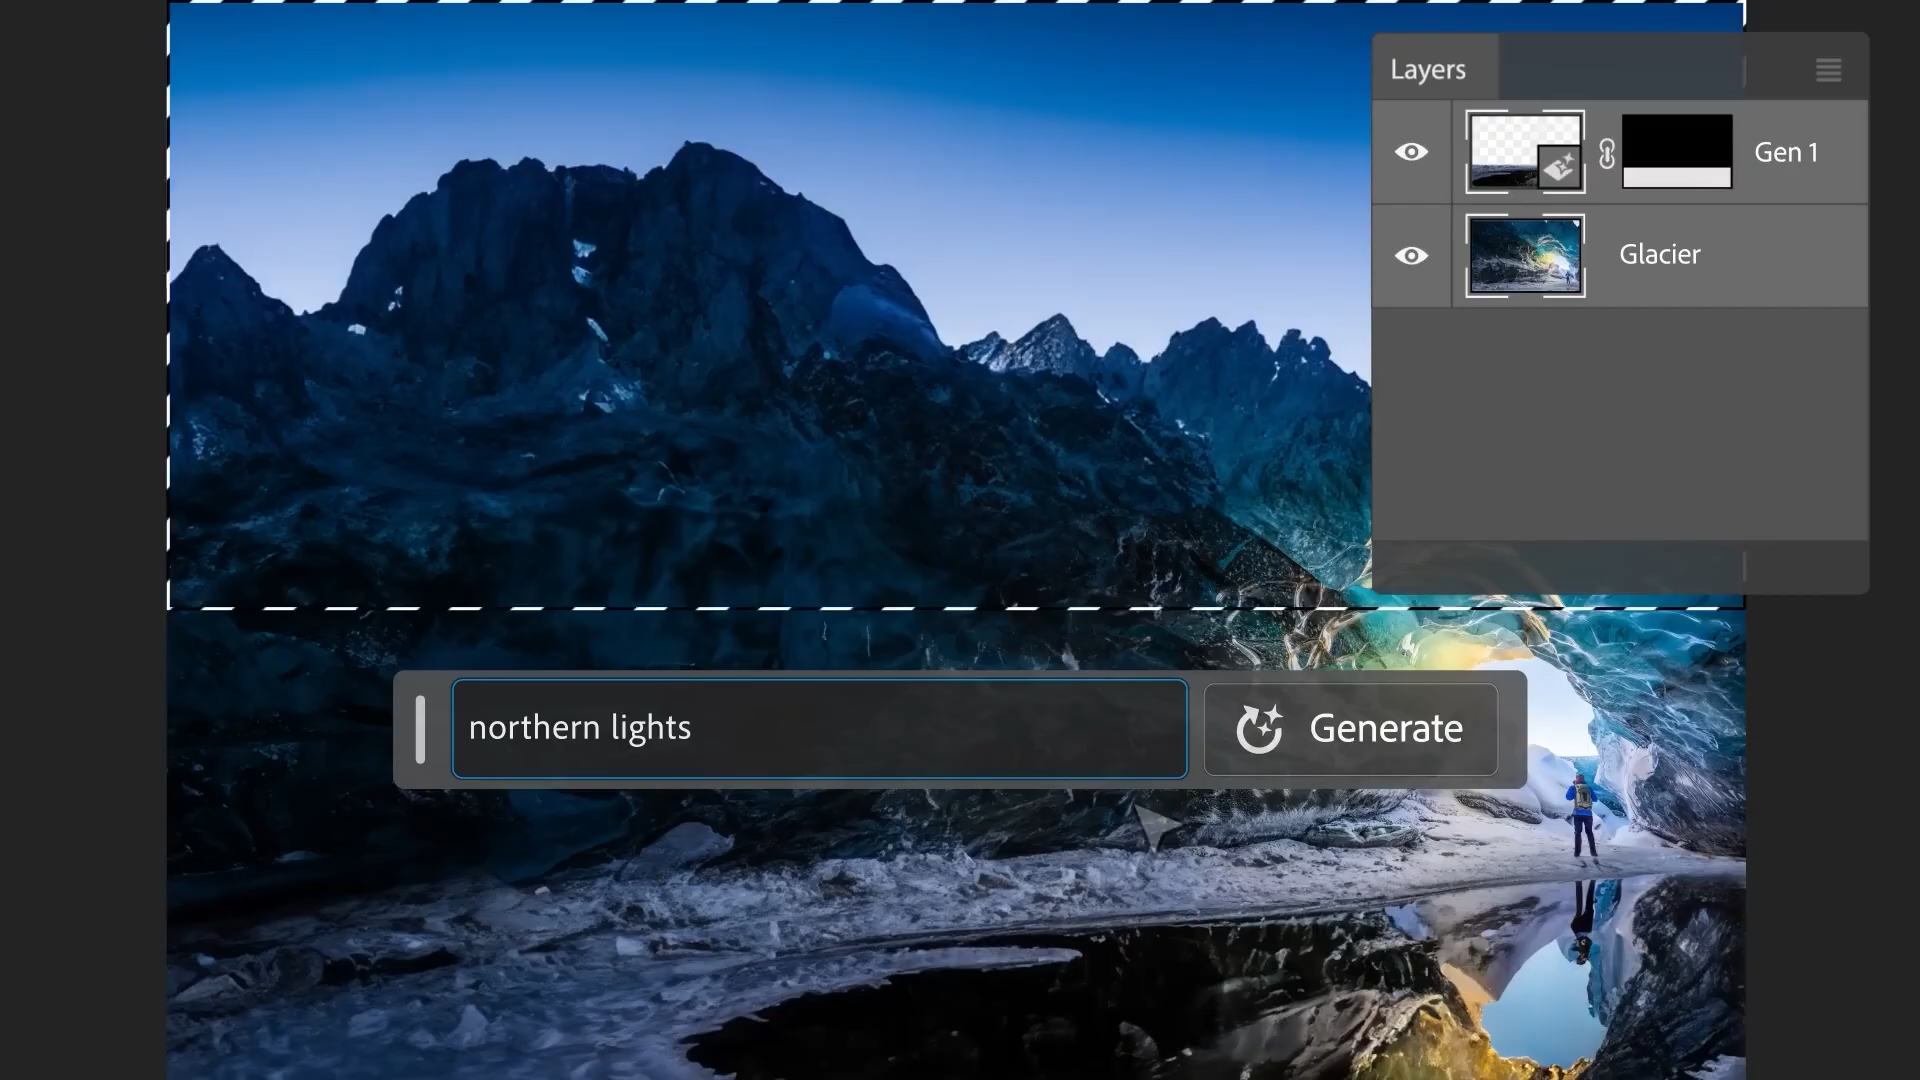 Layers
Gen 1
Glacier
northern lights
Generate